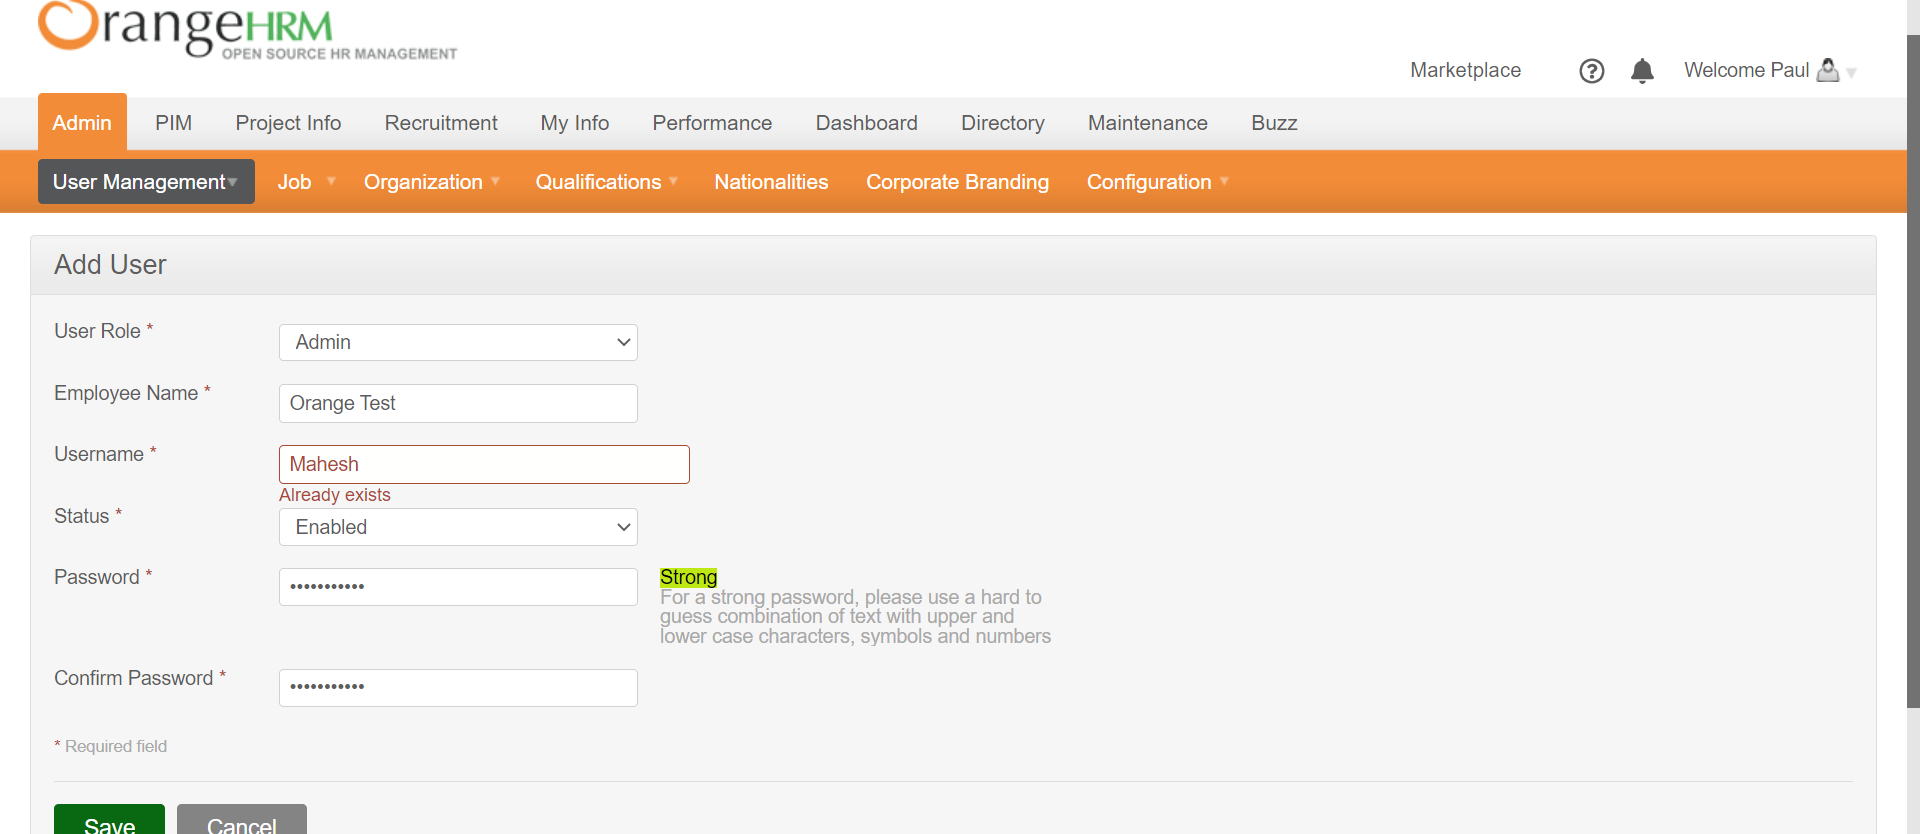 OrangeHRM
OPEN SOURCE HR MANAGEMENT
Marketplace ? Welcome Paul
Admin PIM Project Info Recruitment My Info Performance Dashboard Directory Maintenance Buzz
User Management Job Organization Qualifications Nationalities Corporate Branding Configuration
Add User
User Role * Admin
Employee Name * Orange Test
Username * Mahesh
Already exists
Status * Enabled
Password * ••••••••••• Strong
For a strong password, please use a hard to
guess combination of text with upper and
lower case characters, symbols and numbers
Confirm Password * •••••••••••
* Required field
Save Cancel